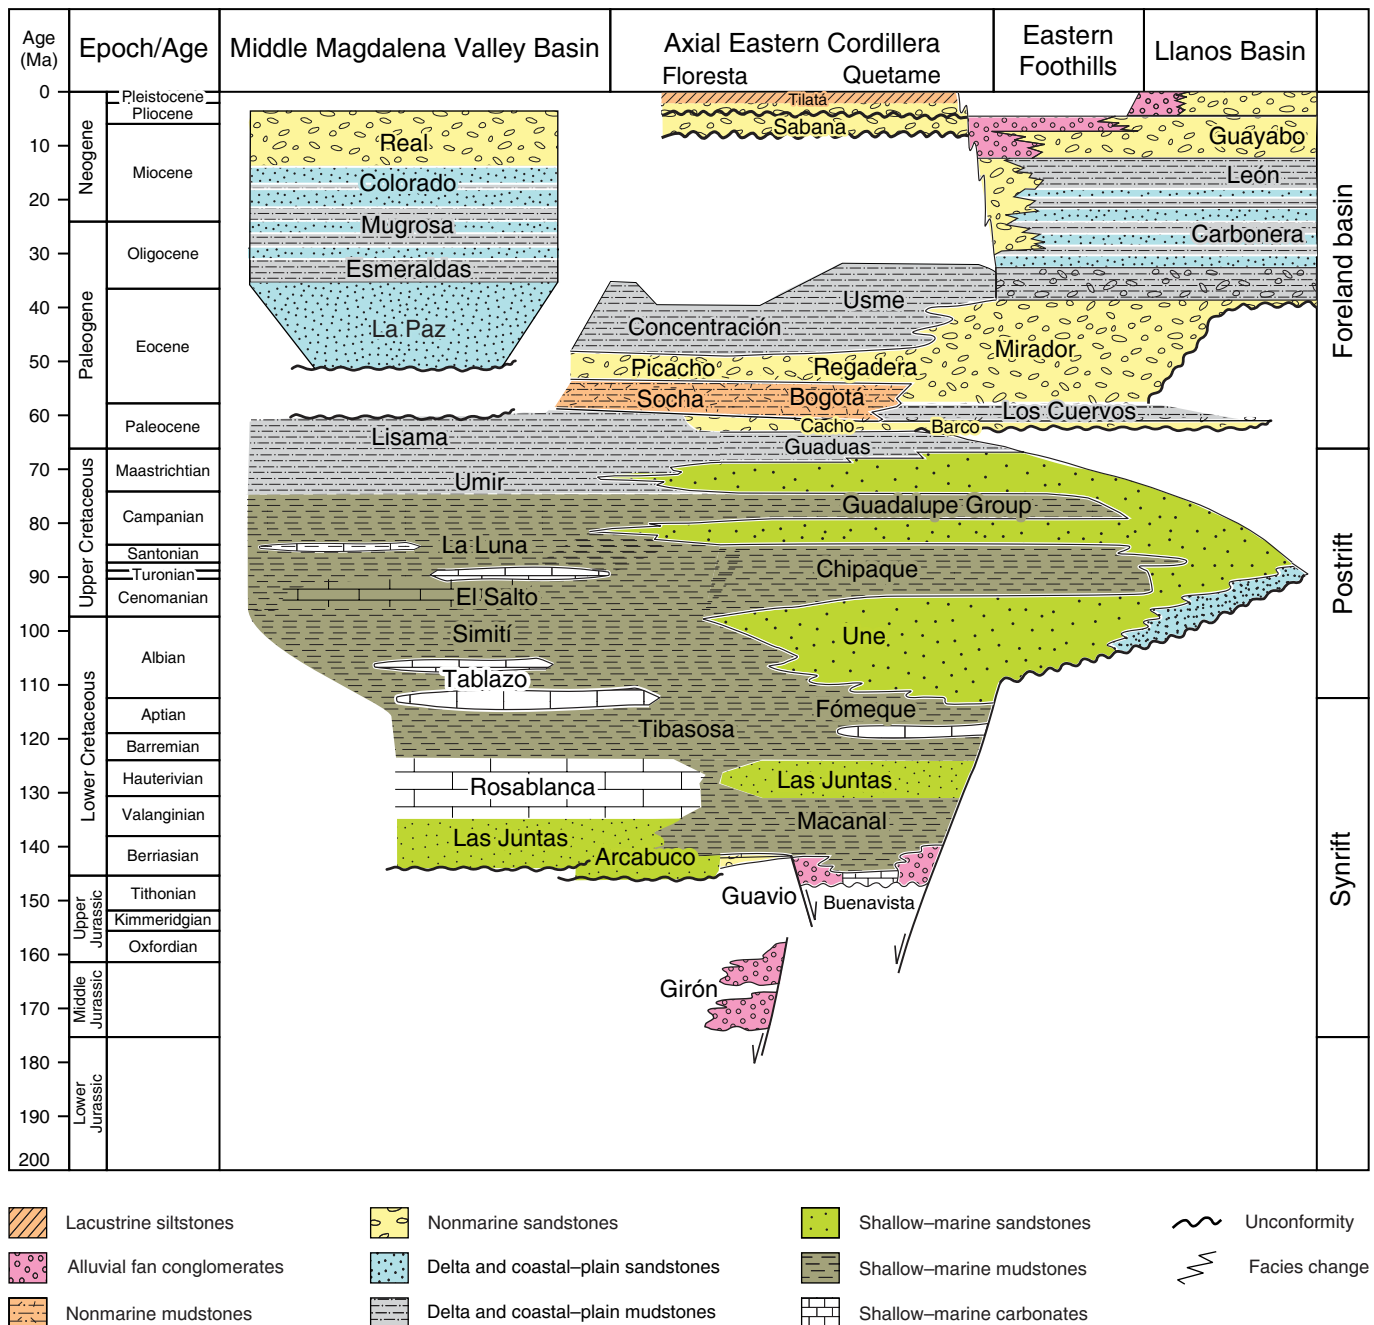 Age
(Ma)
Epoch/Age
Middle Magdalena Valley Basin
Axial Eastern Cordillera
Floresta
Quetame
Eastern
Foothills
Llanos Basin
0
10
20
30
40
50
60
70
80
90
100
110
120
130
140
150
160
170
180
190
200
Neogene
Paleogene
Upper Cretaceous
Lower Cretaceous
Upper
Jurassic
Middle
Jurassic
Lower
Jurassic
Pleistocene
Pliocene
Miocene
Oligocene
Eocene
Paleocene
Maastrichtian
Campanian
Santonian
Turonian
Cenomanian
Albian
Aptian
Barremian
Hauterivian
Valanginian
Berriasian
Tithonian
Kimmeridgian
Oxfordian
Real
Colorado
Mugrosa
Esmeraldas
La Paz
Lisama
Umir
La Luna
El Salto
Simití
Tablazo
Tibasosa
Rosablanca
Las Juntas
Arcabuco
Tilatá
Sabana
Usme
Concentración
Picacho
Regadera
Socha
Bogotá
Cacho
Barco
Guaduas
Guadalupe Group
Chipaque
Une
Fómeque
Las Juntas
Macanal
Guavio
Buenavista
Girón
Guayabo
León
Carbonera
Mirador
Los Cuervos
Foreland basin
Postrift
Synrift
Lacustrine siltstones
Alluvial fan conglomerates
Nonmarine mudstones
Nonmarine sandstones
Delta and coastal–plain sandstones
Delta and coastal–plain mudstones
Shallow–marine sandstones
Shallow–marine mudstones
Shallow–marine carbonates
Unconformity
Facies change